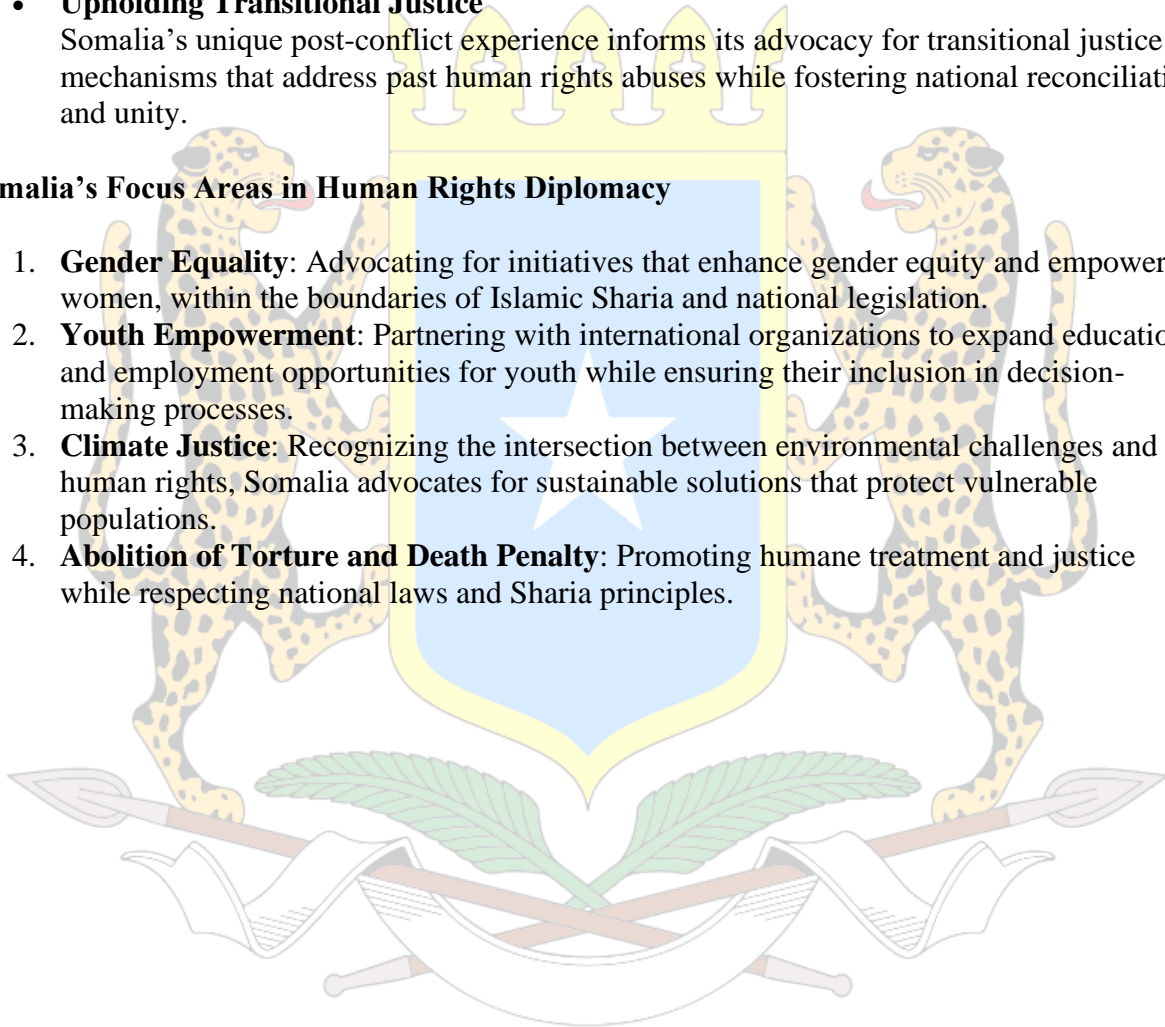 • Upholding Transitional Justice
Somalia’s unique post-conflict experience informs its advocacy for transitional justice
mechanisms that address past human rights abuses while fostering national reconciliati
and unity.
malia’s Focus Areas in Human Rights Diplomacy
1. Gender Equality: Advocating for initiatives that enhance gender equity and empower
women, within the boundaries of Islamic Sharia and national legislation.
2. Youth Empowerment: Partnering with international organizations to expand educatio
and employment opportunities for youth while ensuring their inclusion in decision-
making processes.
3. Climate Justice: Recognizing the intersection between environmental challenges and
human rights, Somalia advocates for sustainable solutions that protect vulnerable
populations.
4. Abolition of Torture and Death Penalty: Promoting humane treatment and justice
while respecting national laws and Sharia principles.